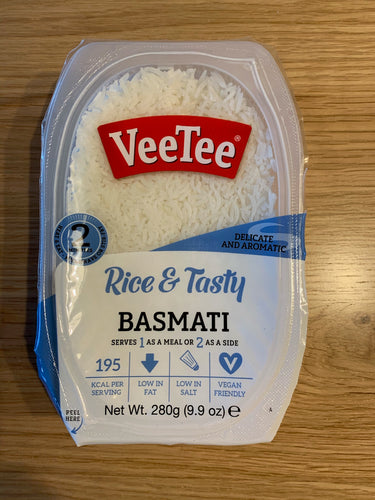 VeeTee®
2
DELICATE
AND AROMATIC
Rice & Tasty
BASMATI
SERVES 1 AS A MEAL OR 2 AS A SIDE
195
KCAL PER
SERVING
LOW IN
FAT
LOW IN
SALT
VEGAN
FRIENDLY
PEEL
HERE
Net Wt. 280g (9.9 oz) e